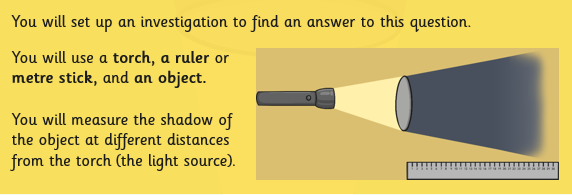 You will set up an investigation to find an answer to this question.
You will use a torch, a ruler or
metre stick, and an object.
You will measure the shadow of
the object at different distances
from the torch (the light source).